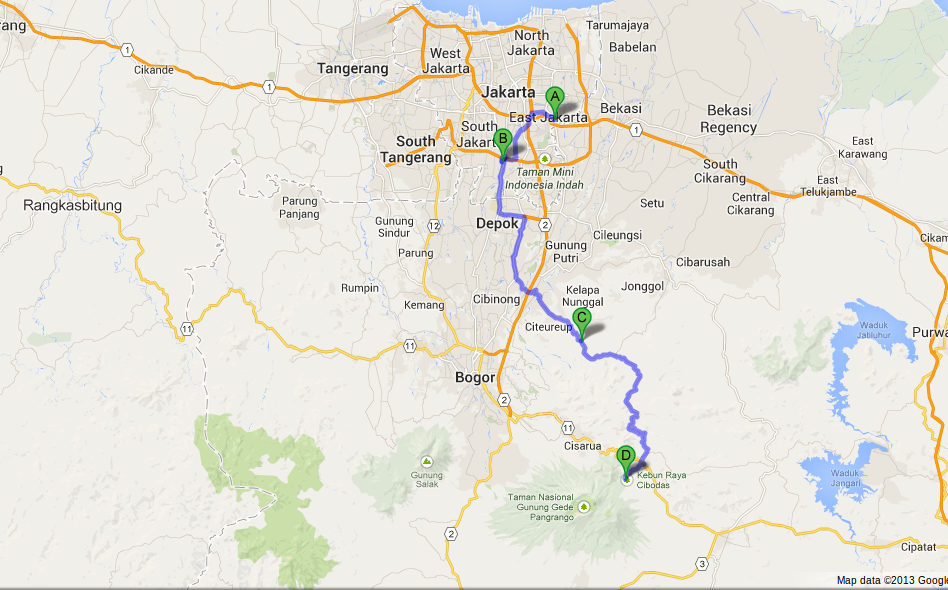 Tarumajaya
North
Jakarta
Babelan
rang
West
Jakarta
1
Cikande
Tangerang
1
Jakarta
A
Bekasi
East Jakarta
Bekasi
Regency
1
South
Jakarta
B
South
Tangerang
East
Karawang
Taman Mini
Indonesia Indah
South
Cikarang
East
Telukjambe
Rangkasbitung
Parung
Panjang
Setu
Central
Cikarang
Gunung
Sindur
12
Depok
2
Cileungsi
Cikam
Parung
Gunung
Putri
Cibarusah
Rumpin
Kemang
Cibinong
Kelapa
Nunggal
Jonggol
11
C
Citeureup
Waduk
Jatiluhur
Purwa
11
Bogor
2
11
Cisarua
D
Gunung
Salak
Kebun Raya
Cibodas
Waduk
Jangari
Taman Nasional
Gunung Gede
Pangrango
2
3
Cipatat
Map data ©2013 Google